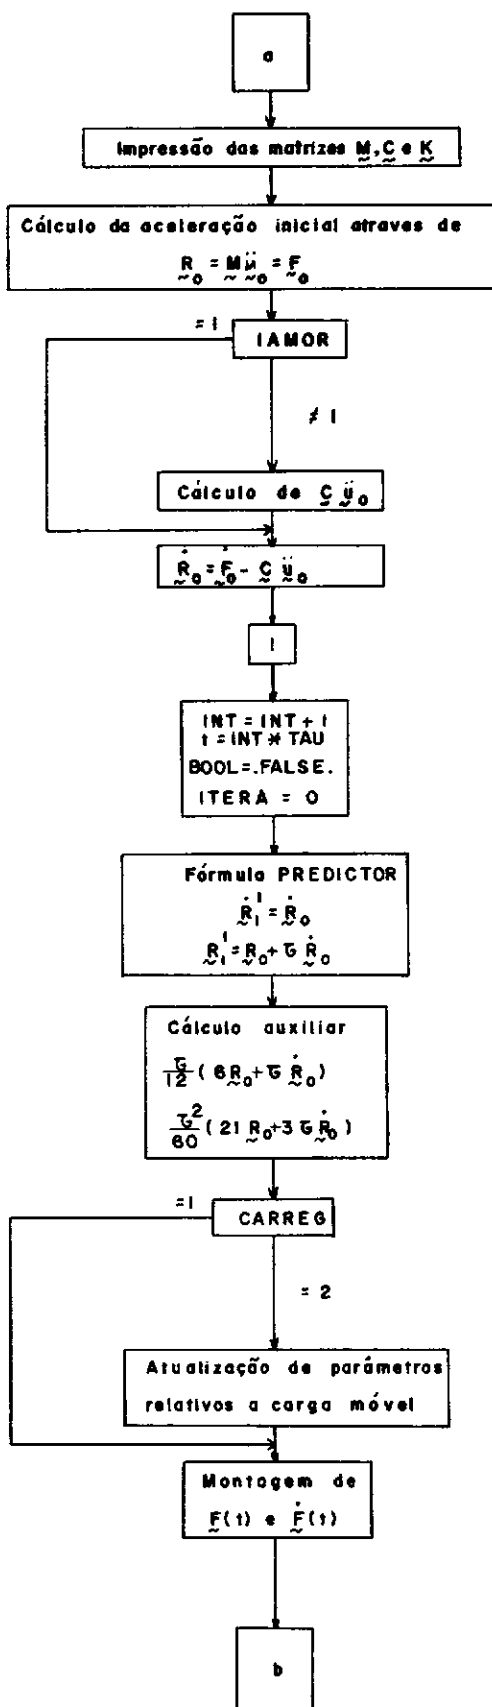 a
Impressão das matrizes M, C e K
Cálculo da aceleração inicial atraves de
R₀ = M ü₀ = F₀
= 1
IAMOR
≠ 1
Cálculo de C ü₀
Ṙ₀ = Ḟ₀ - C ü₀
1
INT = INT + 1
t = INT * TAU
BOOL = .FALSE.
ITERA = 0
Fórmula PREDICTOR
Ṙ₁¹ = Ṙ₀
R₁¹ = R₀ + τ Ṙ₀
Cálculo auxiliar
τ/12 ( 6 R₀ + τ Ṙ₀ )
τ²/60 ( 21 R₀ + 3 τ Ṙ₀ )
=1
CARREG
= 2
Atualização de parâmetros
relativos a carga móvel
Montagem de
F(t) e Ḟ(t)
b